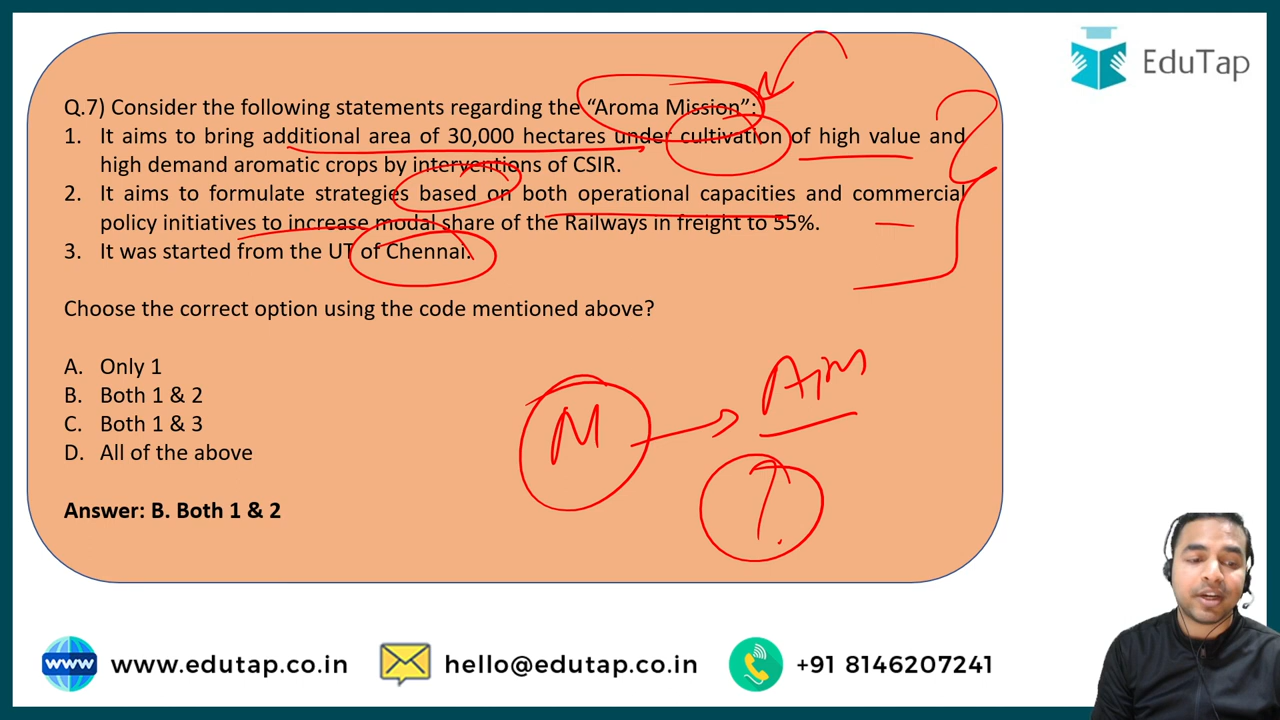 EduTap
Q.7) Consider the following statements regarding the “Aroma Mission”:
1. It aims to bring additional area of 30,000 hectares under cultivation of high value and
high demand aromatic crops by interventions of CSIR.
2. It aims to formulate strategies based on both operational capacities and commercial
policy initiatives to increase modal share of the Railways in freight to 55%.
3. It was started from the UT of Chennai.
Choose the correct option using the code mentioned above?
A. Only 1
B. Both 1 & 2
C. Both 1 & 3
D. All of the above
Answer: B. Both 1 & 2
M
Aims
www
www.edutap.co.in
hello@edutap.co.in
+91 8146207241